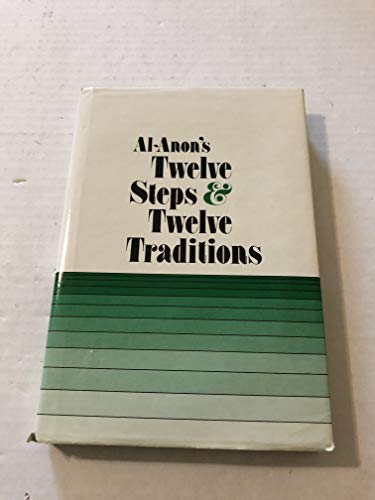 Al-Anon's
Twelve
Steps &
Twelve
Traditions